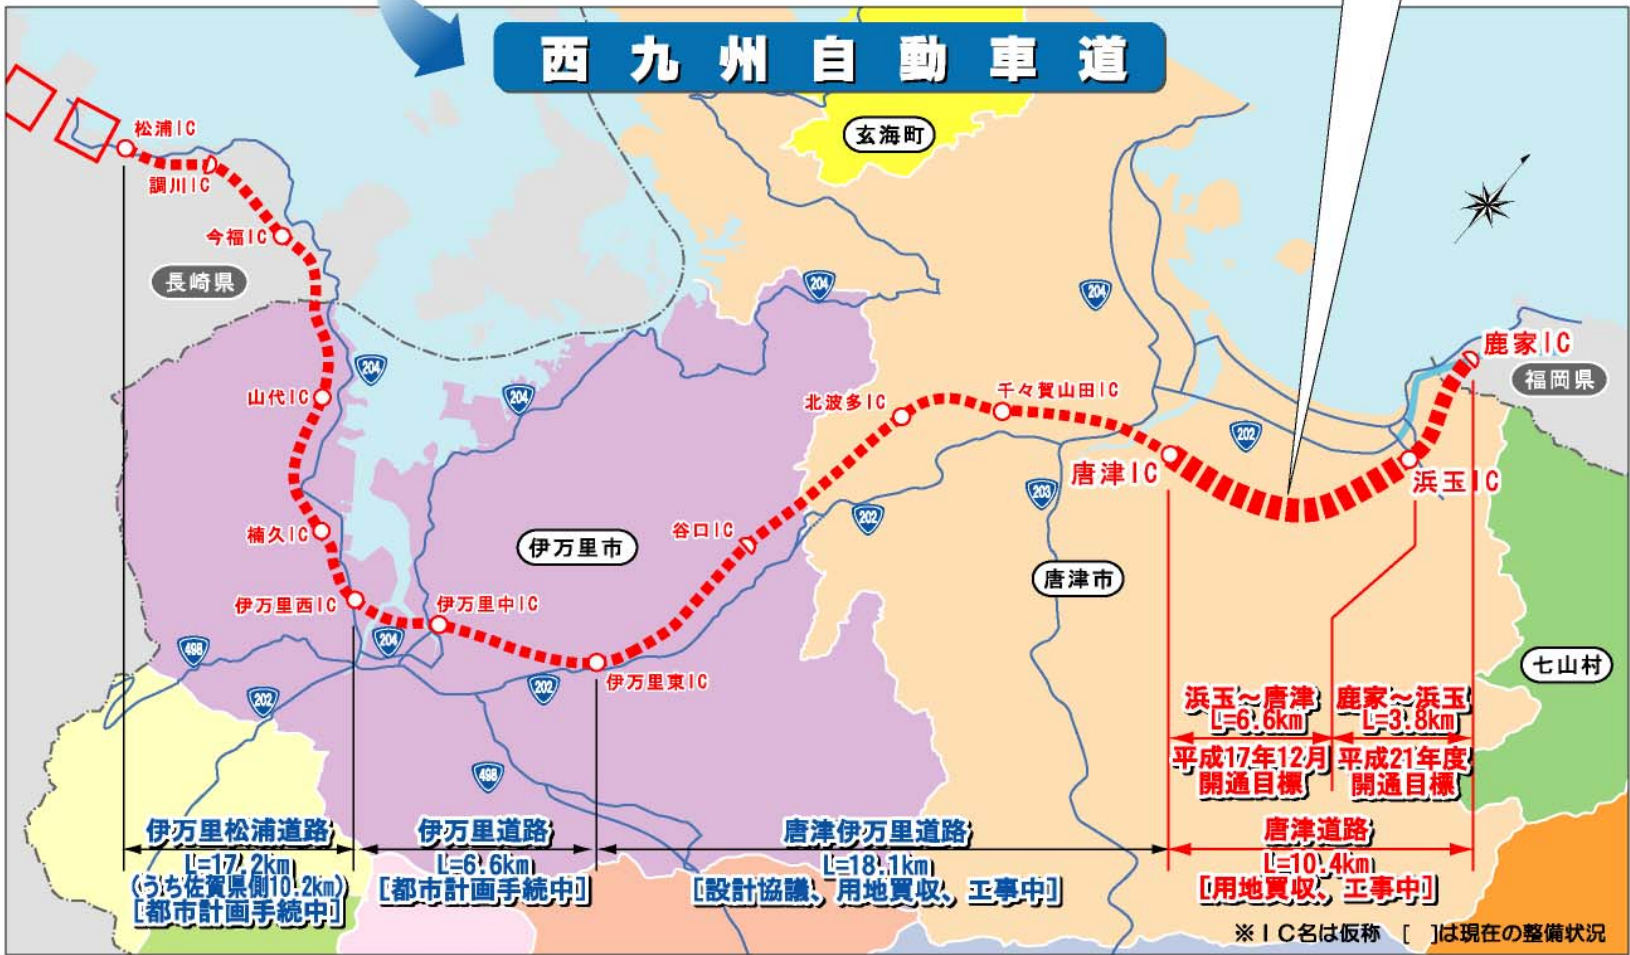 西九州自動車道
玄海町
松浦IC
調川IC
今福IC
長崎県
204
204
鹿家IC
福岡県
204
204
山代IC
北波多IC
千々賀山田IC
202
唐津IC
浜玉IC
203
202
楠久IC
谷口IC
伊万里市
唐津市
伊万里西IC
伊万里中IC
204
498
伊万里東IC
202
202
七山村
498
浜玉～唐津
L=6.6km
平成17年12月
開通目標
鹿家～浜玉
L=3.8km
平成21年度
開通目標
伊万里松浦道路
L=17.2km
(うち佐賀県側10.2km)
[都市計画手続中]
伊万里道路
L=6.6km
[都市計画手続中]
唐津伊万里道路
L=18.1km
[設計協議、用地買収、工事中]
唐津道路
L=10.4km
[用地買収、工事中]
※IC名は仮称 [ ]は現在の整備状況